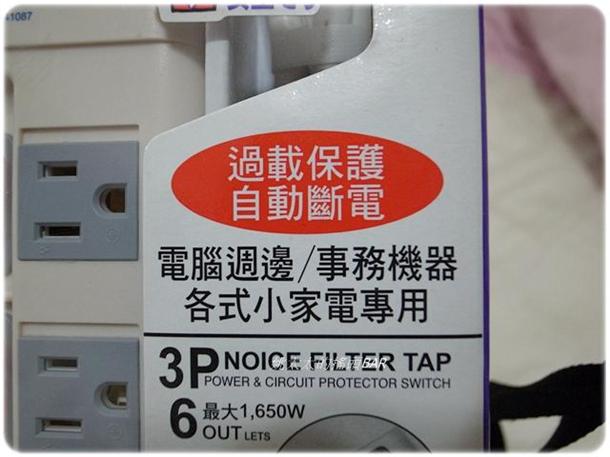 41087
過載保護
自動斷電
電腦週邊/事務機器
各式小家電專用
3P NOICE FILTER TAP
POWER & CIRCUIT PROTECTOR SWITCH
6 最大1,650W
OUTLETS